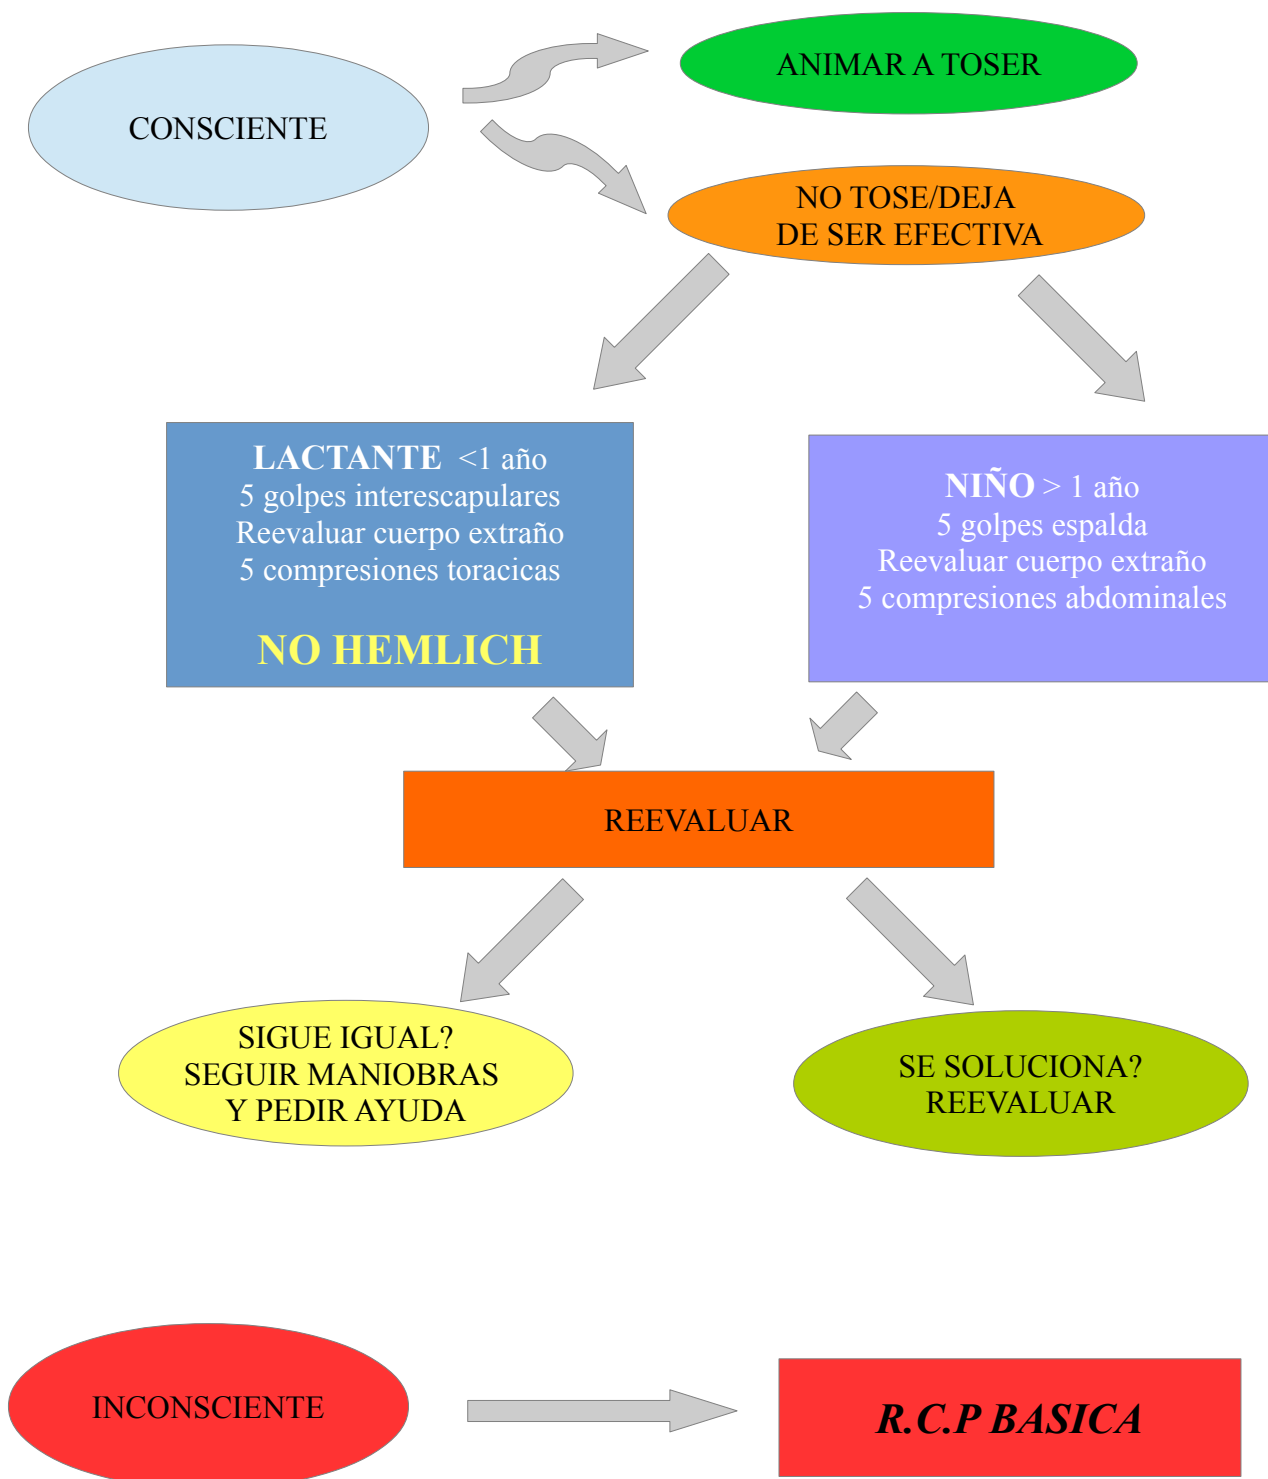 CONSCIENTE
ANIMAR A TOSER
NO TOSE/DEJA
DE SER EFECTIVA
LACTANTE <1 año
5 golpes interescapulares
Reevaluar cuerpo extraño
5 compresiones toracicas
NO HEMLICH
NIÑO > 1 año
5 golpes espalda
Reevaluar cuerpo extraño
5 compresiones abdominales
REEVALUAR
SIGUE IGUAL?
SEGUIR MANIOBRAS
Y PEDIR AYUDA
SE SOLUCIONA?
REEVALUAR
INCONSCIENTE
R.C.P BASICA